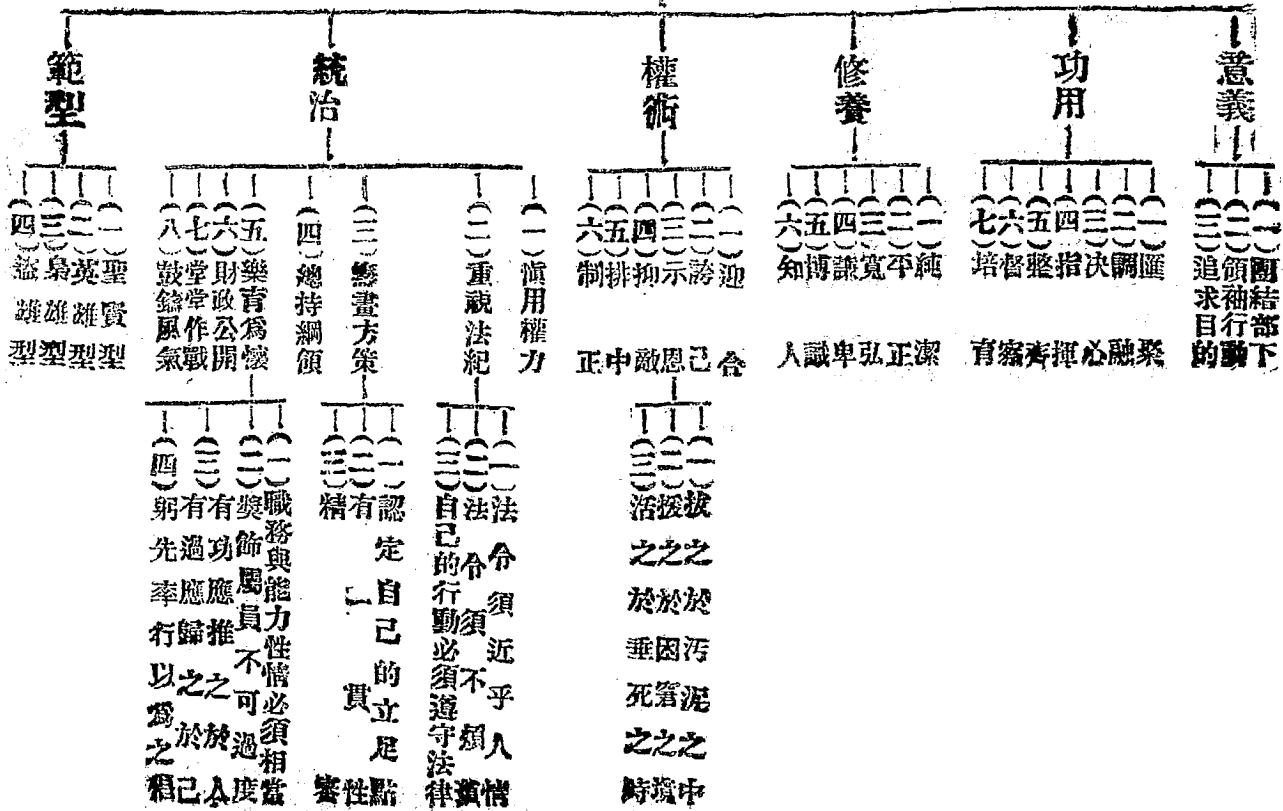 意義
（一）團結部下
（二）領袖行動
（三）追求目的
功用
（一）匯聚
（二）調融
（三）决心
（四）指揮
（五）整齊
（六）督察
（七）培育
修養
（一）純潔
（二）平正
（三）寬弘
（四）謙卑
（五）博識
（六）知人
權術
（一）迎合
（二）誇己
（三）示恩
（一）拔之於污泥之中
（二）援之於困窘之境
（三）活之於垂死之時
（四）抑敵
（五）排中
（六）制正
統治
（一）慎用權力
（二）重視法紀
（一）法令須近乎人情
（二）法令須不煩瀆
（三）自己的行動必須遵守法律
（三）籌畫方策
（一）認定自己的立足點
（二）有一貫性
（三）精審
（四）總持綱領
（五）樂育爲懷
（一）職務與能力性情必須相當
（二）獎飾屬員不可過度
（三）有功應推之於人
有過應歸之於己
（四）躬先率行以爲之倡
（六）財政公開
（七）堂堂作戰
（八）鼓鑄風氣
範型
（一）聖賢型
（二）英雄型
（三）梟雄型
（四）盜雄型